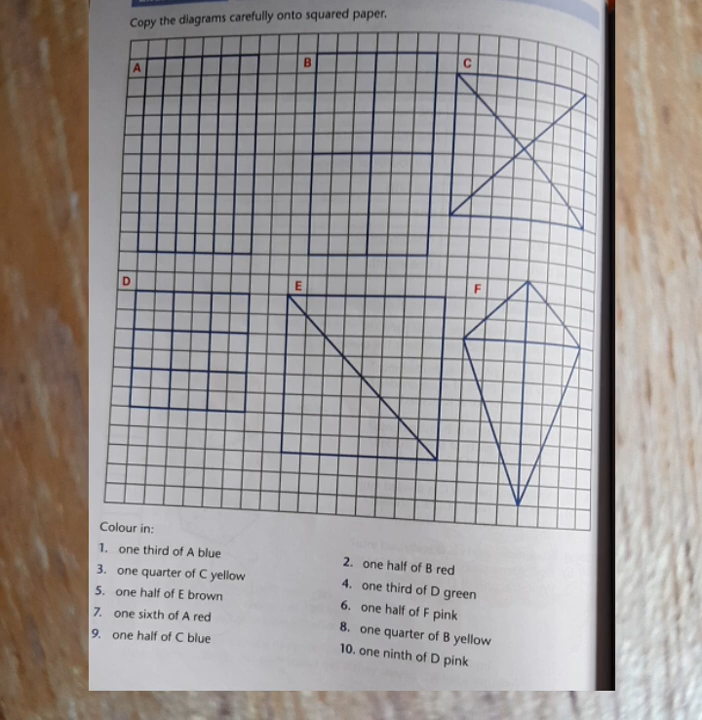 Copy the diagrams carefully onto squared paper.
A
B
C
D
E
F
Colour in:
1. one third of A blue
2. one half of B red
3. one quarter of C yellow
4. one third of D green
5. one half of E brown
6. one half of F pink
7. one sixth of A red
8. one quarter of B yellow
9. one half of C blue
10. one ninth of D pink